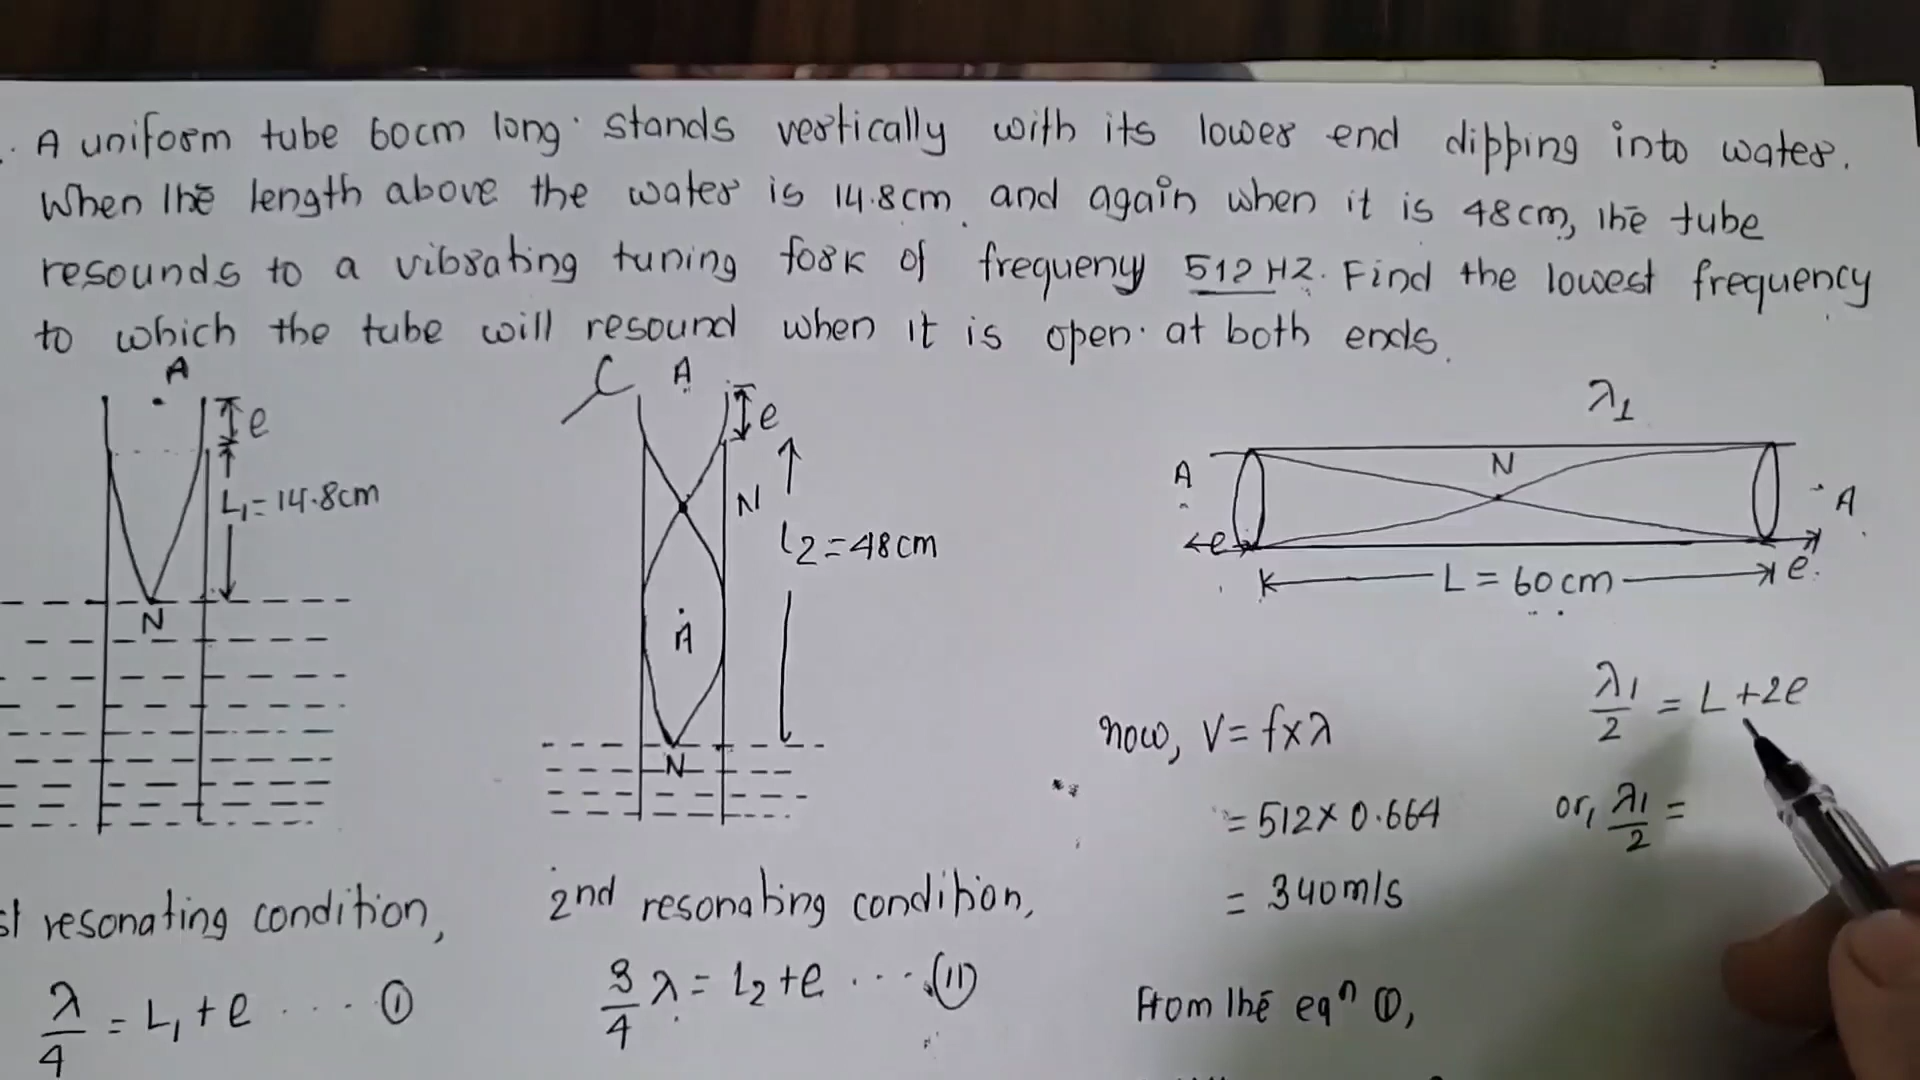 A uniform tube 60cm long stands vertically with its lower end dipping into water.
When the length above the water is 14.8cm and again when it is 48cm, the tube
resounds to a vibrating tuning fork of frequeny 512 HZ. Find the lowest frequency
to which the tube will resound when it is open at both ends.
A
e
L₁ = 14.8cm
N
A
e
N
l₂ = 48cm
A
N
λ₁
A
N
A
e
e
L = 60cm
resonating condition,
λ/4 = L₁ + e .... ①
2nd resonating condition,
3/4 λ = L₂ + e ....(II)
now, V = f×λ
= 512 × 0.664
= 340m/s
From the eqⁿ ①,
λ₁/2 = L + 2e
or, λ₁/2 =